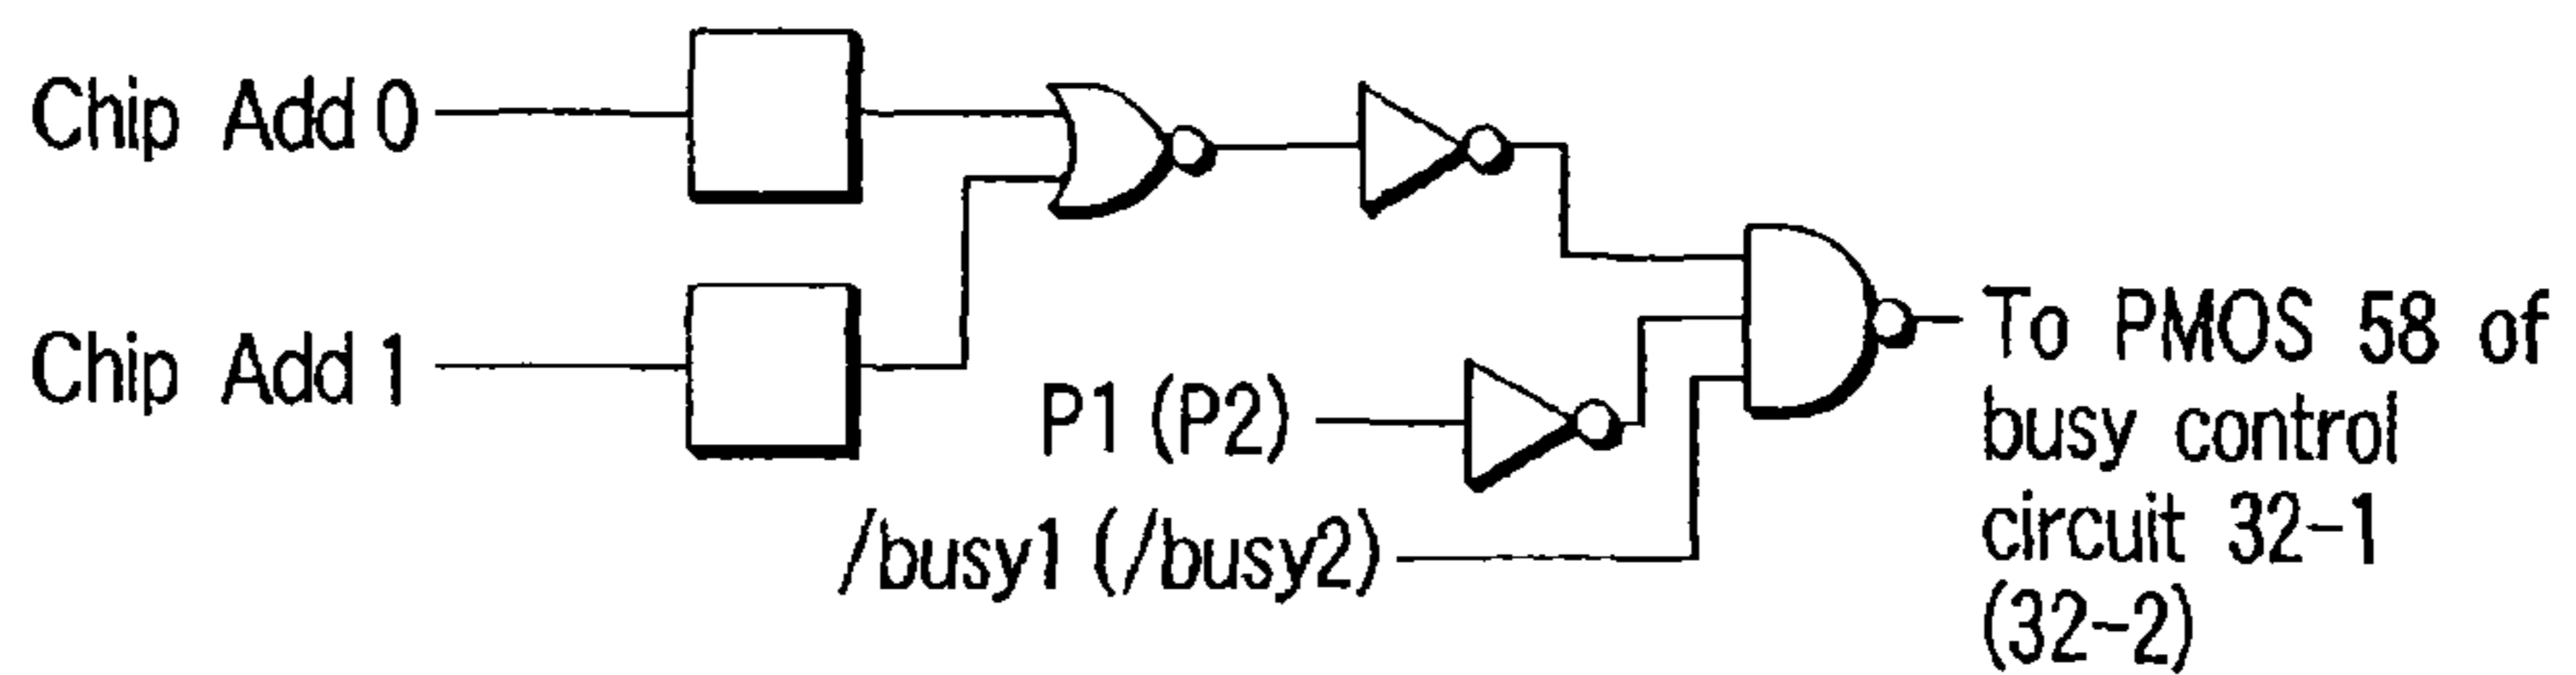 Chip Add 0
Chip Add 1
P1 (P2)
/busy1 (/busy2)
To PMOS 58 of
busy control
circuit 32-1
(32-2)